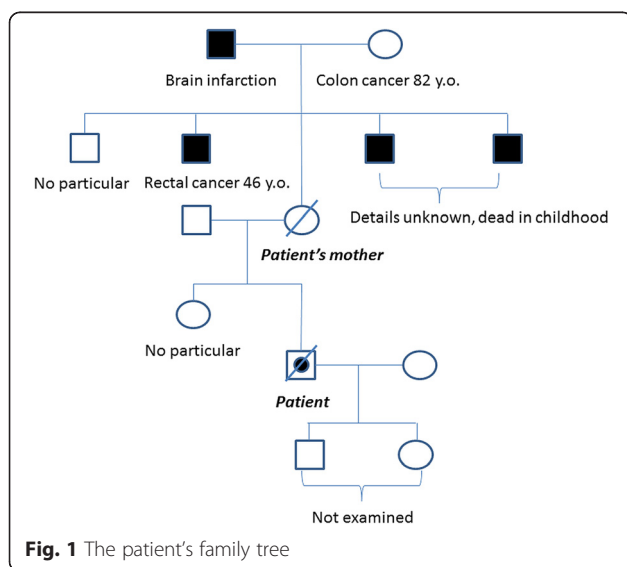 Brain infarction
Colon cancer 82 y.o.
No particular
Rectal cancer 46 y.o.
Details unknown, dead in childhood
Patient's mother
No particular
Patient
Not examined
Fig. 1 The patient's family tree